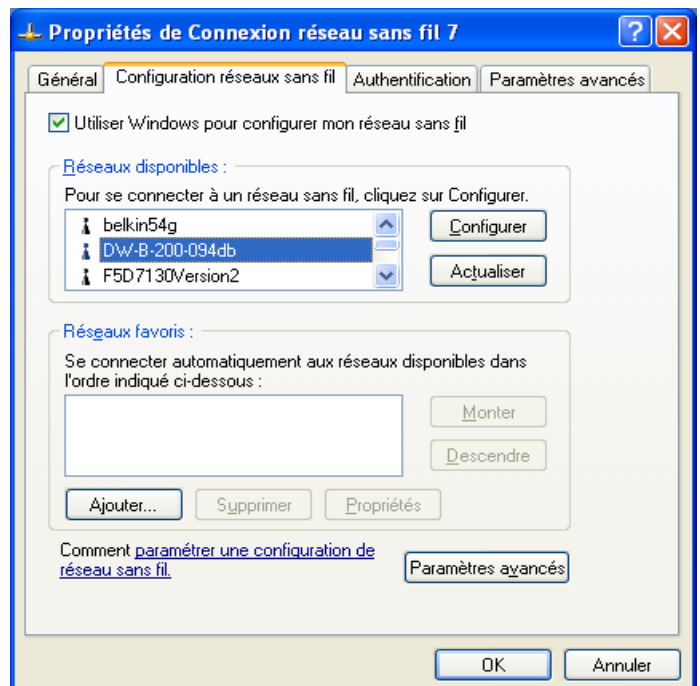 Propriétés de Connexion réseau sans fil 7
Général
Configuration réseaux sans fil
Authentification
Paramètres avancés
Utiliser Windows pour configurer mon réseau sans fil
Réseaux disponibles :
Pour se connecter à un réseau sans fil, cliquez sur Configurer.
belkin54g
Configurer
DW-B-200-094db
F5D7130Version2
Actualiser
Réseaux favoris :
Se connecter automatiquement aux réseaux disponibles dans
l'ordre indiqué ci-dessous :
Monter
Descendre
Ajouter...
Supprimer
Propriétés
Comment paramétrer une configuration de
réseau sans fil.
Paramètres avancés
OK
Annuler